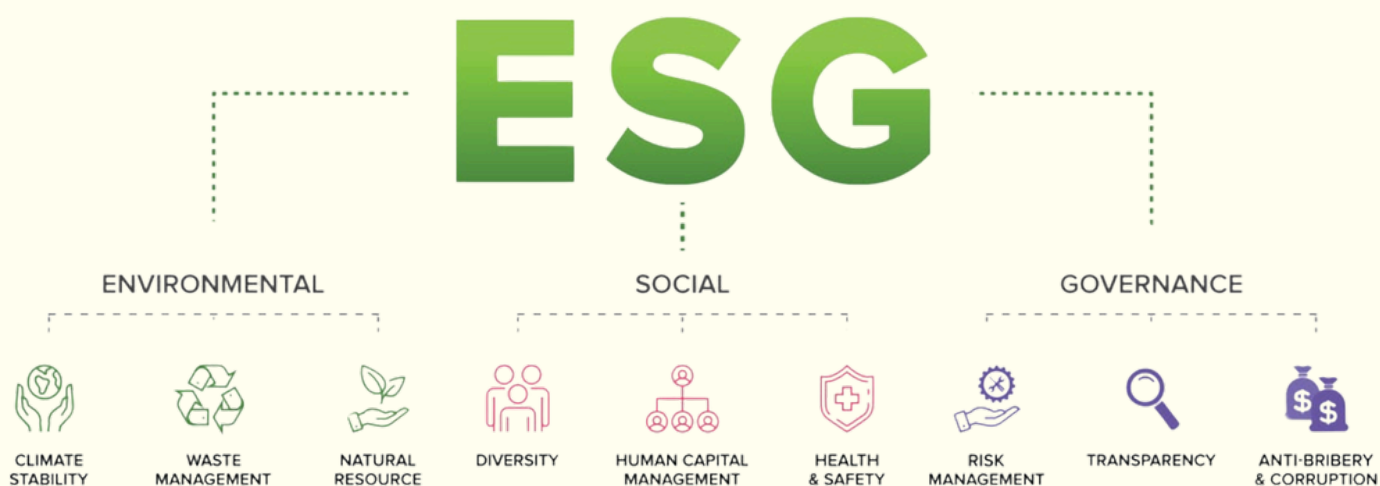 ESG
ENVIRONMENTAL
SOCIAL
GOVERNANCE
CLIMATE
STABILITY
WASTE
MANAGEMENT
NATURAL
RESOURCE
DIVERSITY
HUMAN CAPITAL
MANAGEMENT
HEALTH
& SAFETY
RISK
MANAGEMENT
TRANSPARENCY
$
$
ANTI-BRIBERY
& CORRUPTION